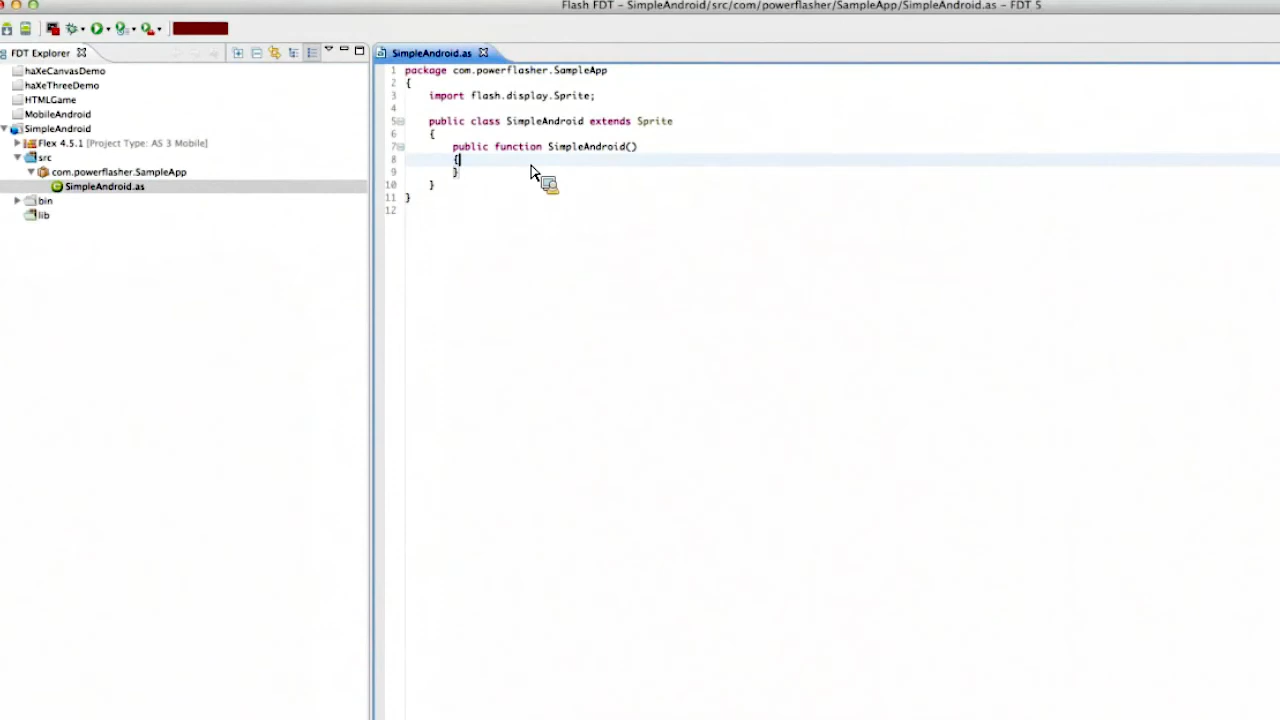 Flash FDT – SimpleAndroid/src/com/powerflasher/SampleApp/SimpleAndroid.as – FDT 5
FDT Explorer
haXeCanvasDemo
haXeThreeDemo
HTMLGame
MobileAndroid
SimpleAndroid
Flex 4.5.1 [Project Type: AS 3 Mobile]
src
com.powerflasher.SampleApp
SimpleAndroid.as
bin
lib
SimpleAndroid.as
1 package com.powerflasher.SampleApp
2 {
3 import flash.display.Sprite;
4
5 public class SimpleAndroid extends Sprite
6 {
7 public function SimpleAndroid()
8 {
9 }
10 }
11 }
12